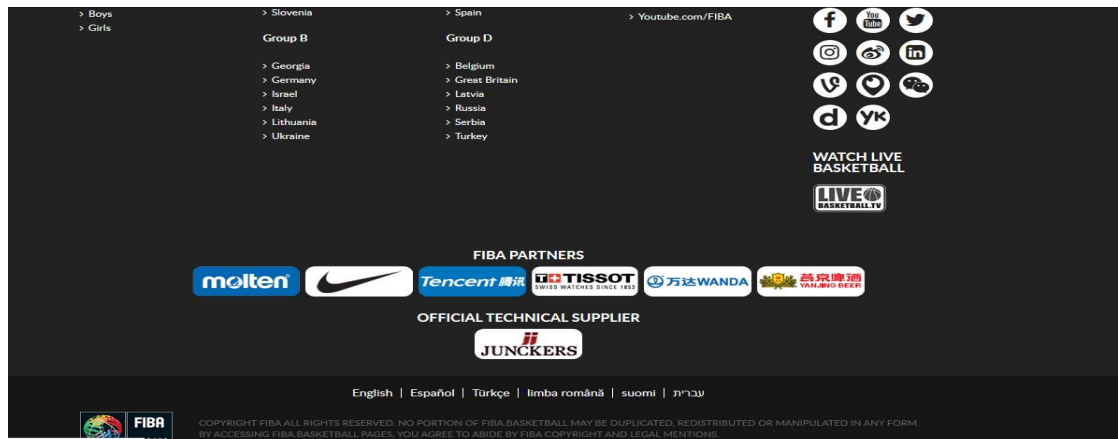 > Boys
> Girls
> Slovenia
Group B
> Georgia
> Germany
> Israel
> Italy
> Lithuania
> Ukraine
> Spain
Group D
> Belgium
> Great Britain
> Latvia
> Russia
> Serbia
> Turkey
> Youtube.com/FIBA
You
Tube
in
d
YK
WATCH LIVE
BASKETBALL
LIVE
BASKETBALL.TV
FIBA PARTNERS
molten
Tencent 腾讯
TISSOT
SWISS WATCHES SINCE 1853
万达WANDA
燕京啤酒
YANJING BEER
OFFICIAL TECHNICAL SUPPLIER
JUNCKERS
English | Español | Türkçe | limba română | suomi | עברית
FIBA
COPYRIGHT FIBA ALL RIGHTS RESERVED. NO PORTION OF FIBA.BASKETBALL MAY BE DUPLICATED, REDISTRIBUTED OR MANIPULATED IN ANY FORM.
BY ACCESSING FIBA.BASKETBALL PAGES, YOU AGREE TO ABIDE BY FIBA COPYRIGHT AND LEGAL MENTIONS.